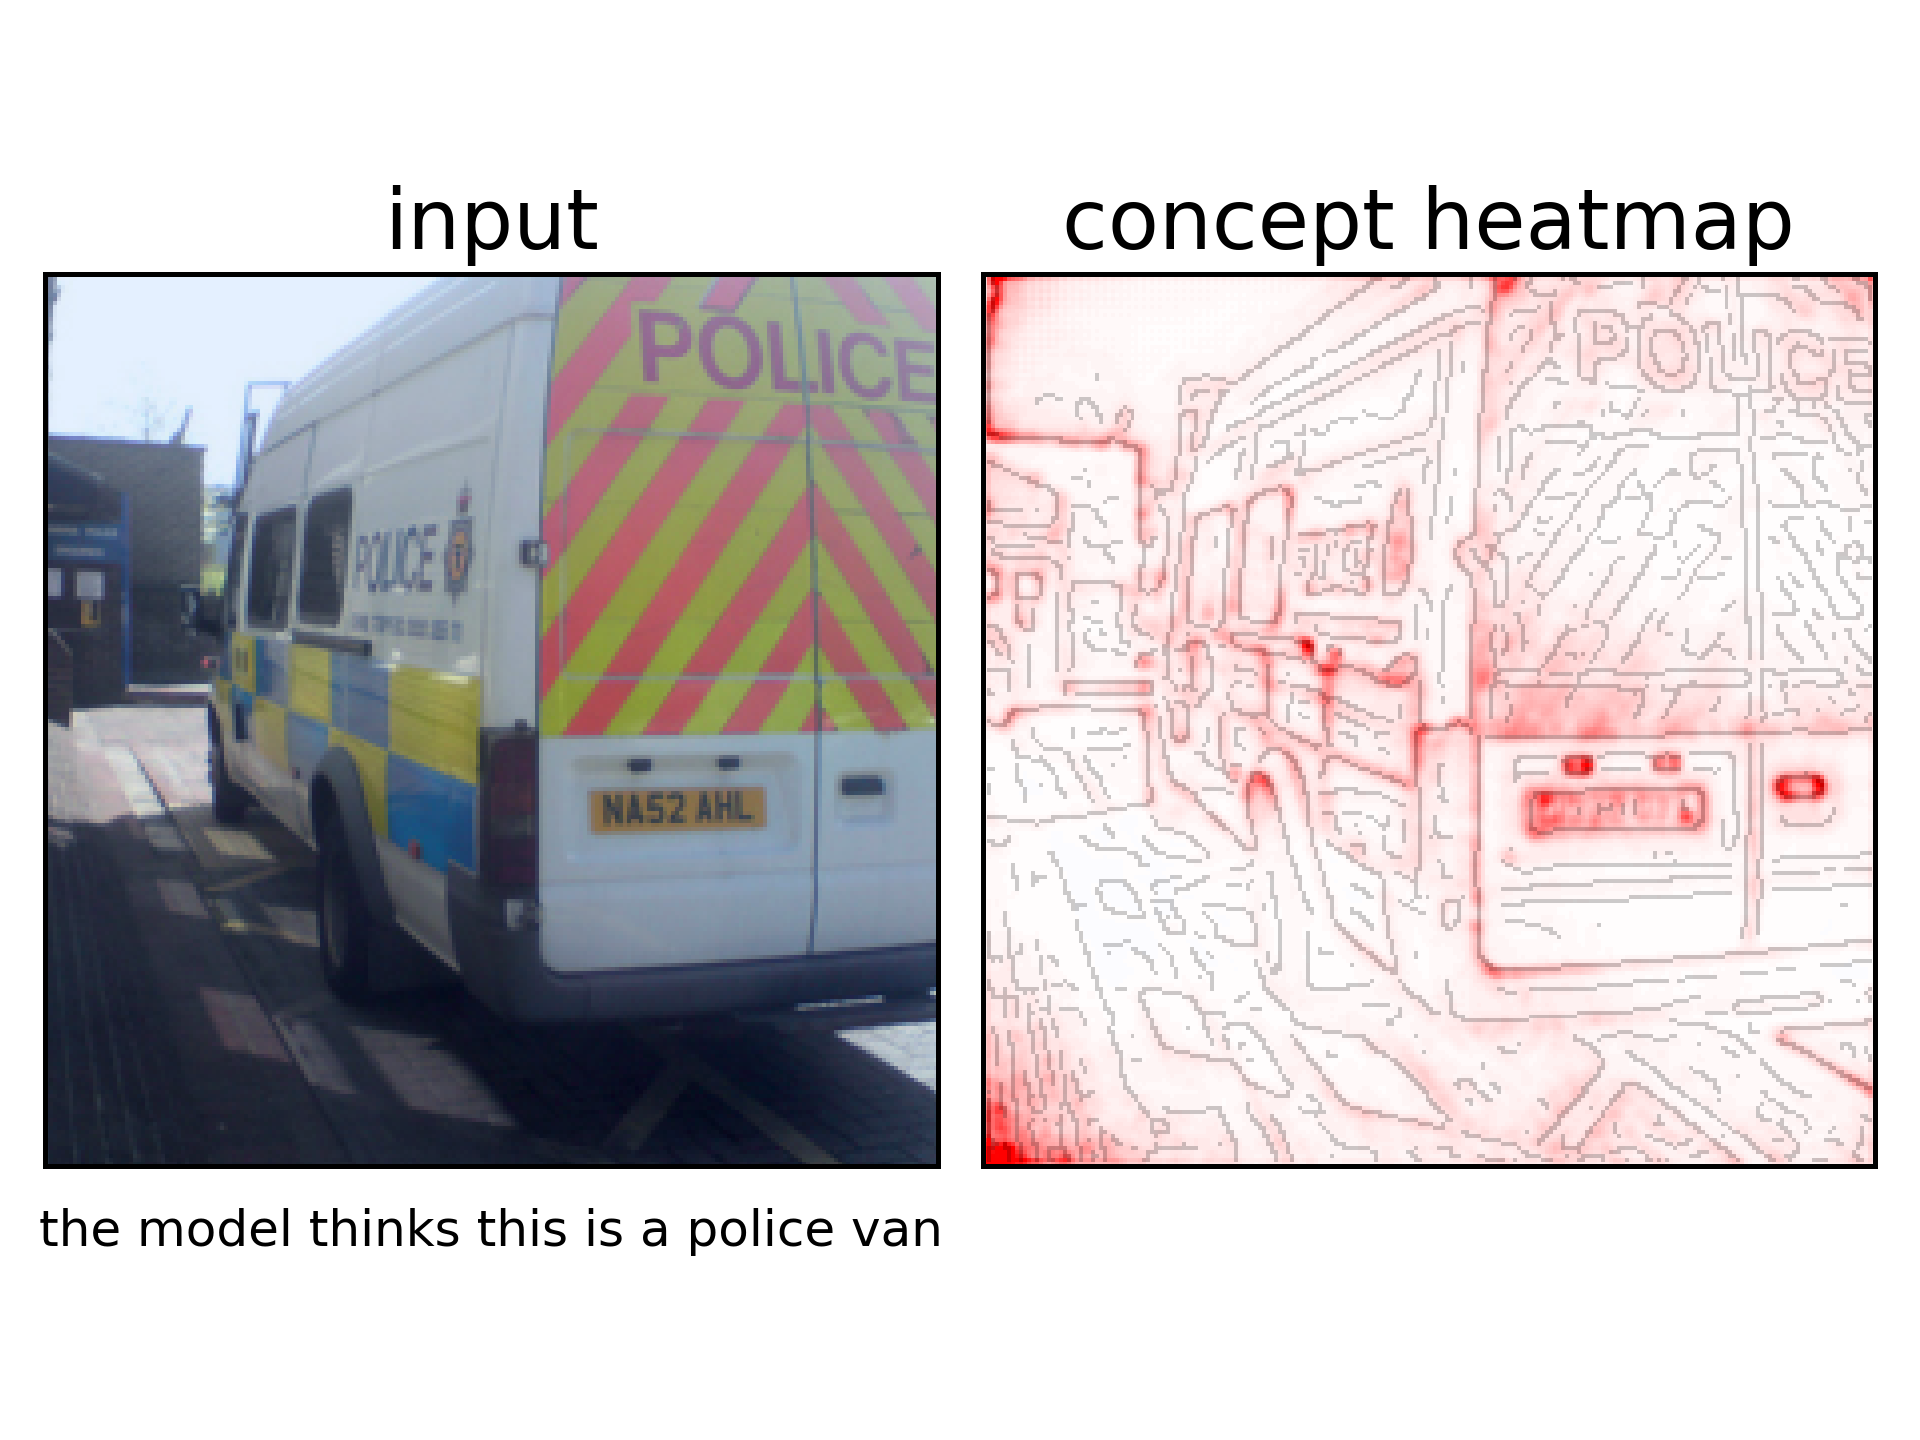 input
concept heatmap
POLICE
POLICE
NA52 AHL
POLICE
the model thinks this is a police van